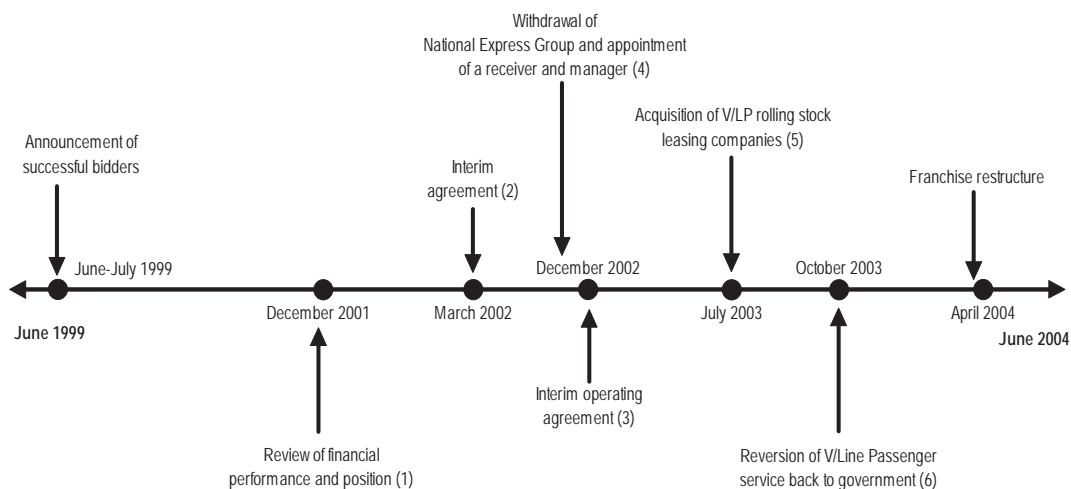 Withdrawal of
National Express Group and appointment
of a receiver and manager (4)
Announcement of
successful bidders
Interim
agreement (2)
Acquisition of V/LP rolling stock
leasing companies (5)
Franchise restructure
June-July 1999
December 2002
October 2003
June 1999
December 2001
March 2002
July 2003
April 2004
June 2004
Review of financial
performance and position (1)
Interim operating
agreement (3)
Reversion of V/Line Passenger
service back to government (6)